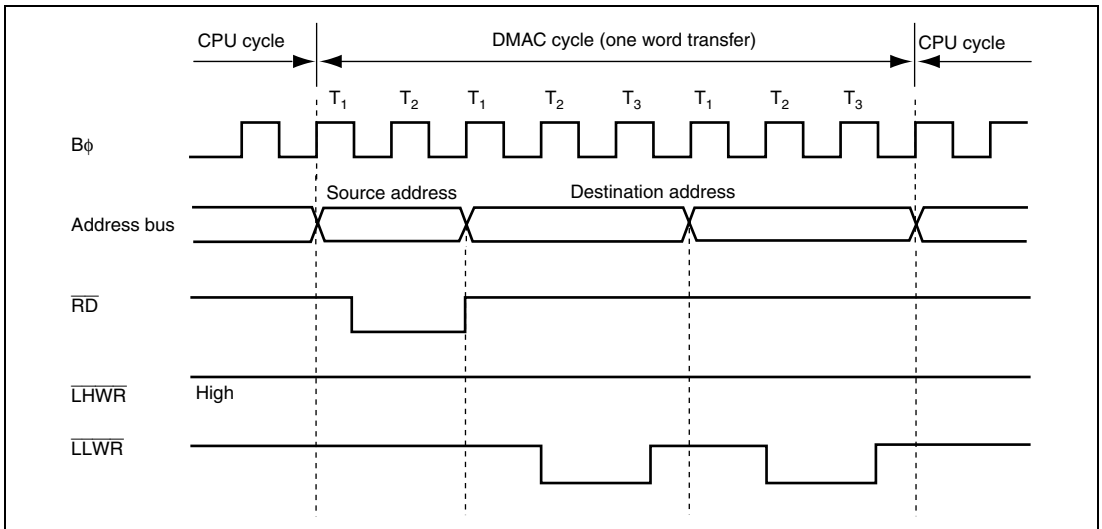 CPU cycle DMAC cycle (one word transfer) CPU cycle
T1 T2 T1 T2 T3 T1 T2 T3
Bϕ
Source address Destination address
Address bus
RD
LHWR High
LLWR